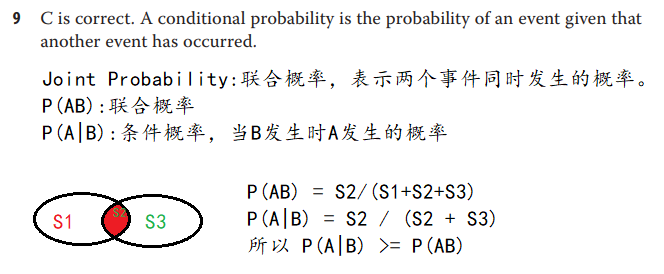 9 C is correct. A conditional probability is the probability of an event given that
another event has occurred.
Joint Probability:联合概率，表示两个事件同时发生的概率。
P(AB):联合概率
P(A|B):条件概率，当B发生时A发生的概率
S1 S2 S3
P(AB) = S2/(S1+S2+S3)
P(A|B) = S2 / (S2 + S3)
所以 P(A|B) >= P(AB)